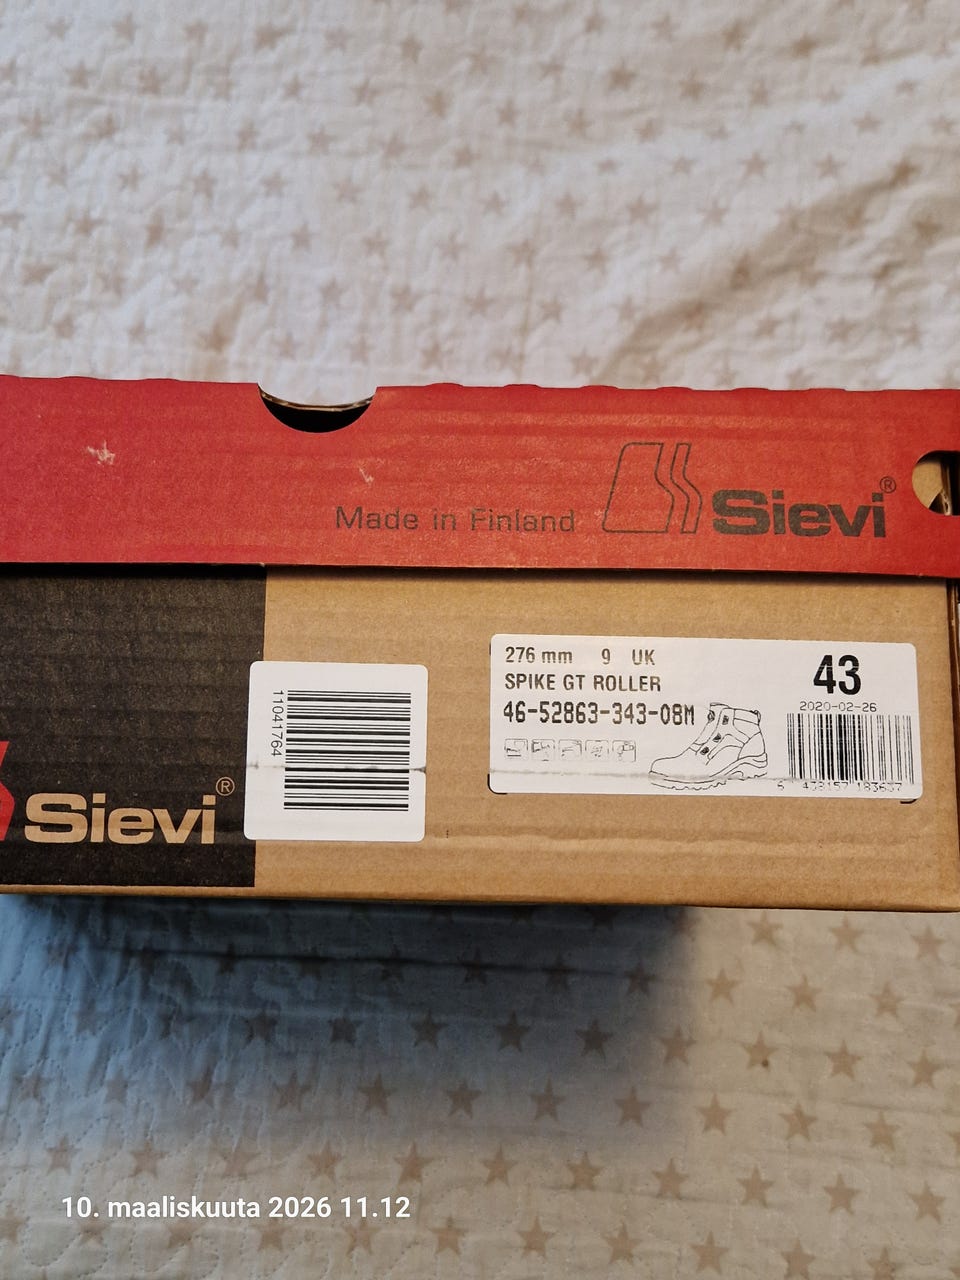 Made in Finland
Sievi®
276 mm 9 UK
SPIKE GT ROLLER
46-52863-343-08M
43
2020-02-26
11041764
Sievi®
10. maaliskuuta 2026 11.12